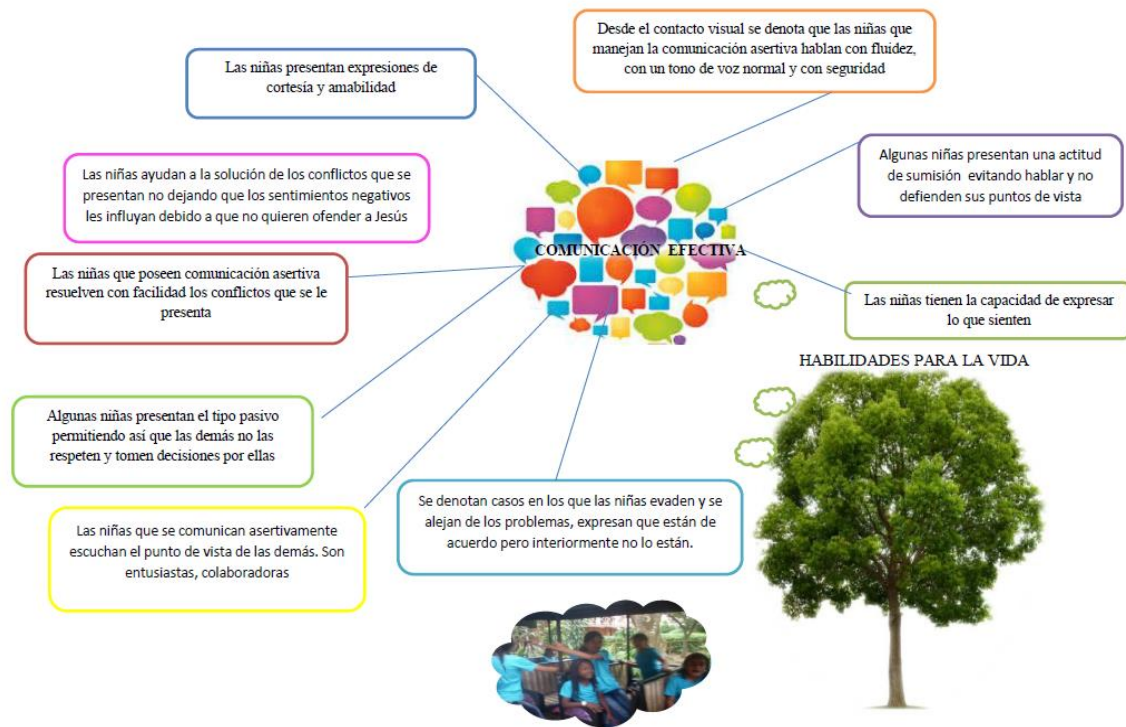 Desde el contacto visual se denota que las niñas que
manejan la comunicación asertiva hablan con fluidez,
con un tono de voz normal y con seguridad
Las niñas presentan expresiones de
cortesía y amabilidad
Algunas niñas presentan una actitud
de sumisión evitando hablar y no
defienden sus puntos de vista
Las niñas ayudan a la solución de los conflictos que se
presentan no dejando que los sentimientos negativos
les influyan debido a que no quieren ofender a Jesús
COMUNICACIÓN EFECTIVA
Las niñas que poseen comunicación asertiva
resuelven con facilidad los conflictos que se le
presenta
Las niñas tienen la capacidad de expresar
lo que sienten
HABILIDADES PARA LA VIDA
Algunas niñas presentan el tipo pasivo
permitiendo así que las demás no las
respeten y tomen decisiones por ellas
Se denotan casos en los que las niñas evaden y se
alejan de los problemas, expresan que están de
acuerdo pero interiormente no lo están.
Las niñas que se comunican asertivamente
escuchan el punto de vista de las demás. Son
entusiastas, colaboradoras